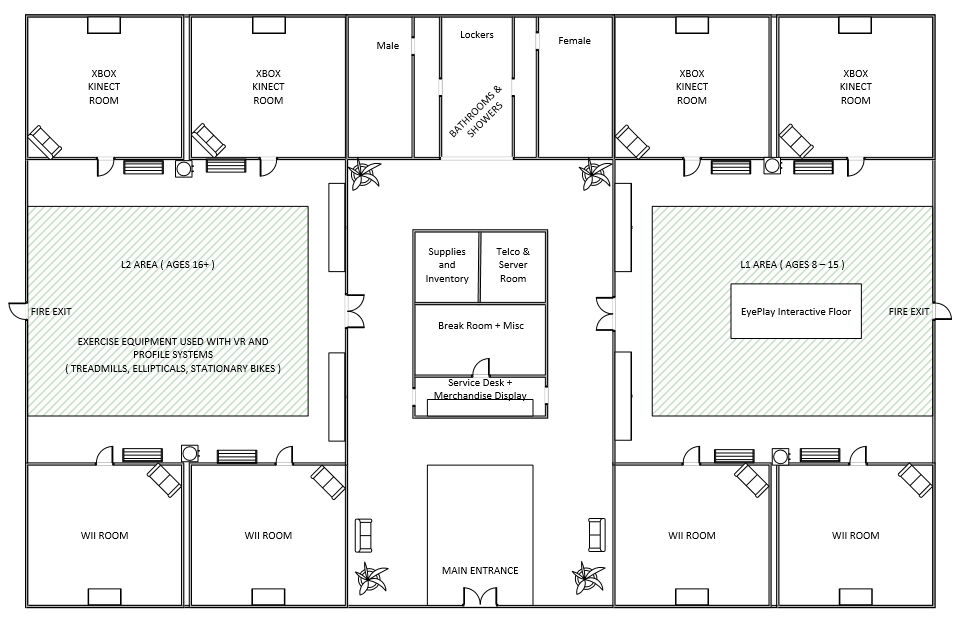 XBOX
KINECT
ROOM
XBOX
KINECT
ROOM
Male
Lockers
BATHROOMS &
SHOWERS
Female
XBOX
KINECT
ROOM
XBOX
KINECT
ROOM
L2 AREA ( AGES 16+ )
FIRE EXIT
EXERCISE EQUIPMENT USED WITH VR AND
PROFILE SYSTEMS
( TREADMILLS, ELLIPTICALS, STATIONARY BIKES )
Supplies
and
Inventory
Telco &
Server
Room
Break Room + Misc
Service Desk +
Merchandise Display
L1 AREA ( AGES 8 – 15 )
EyePlay Interactive Floor
FIRE EXIT
WII ROOM
WII ROOM
MAIN ENTRANCE
WII ROOM
WII ROOM